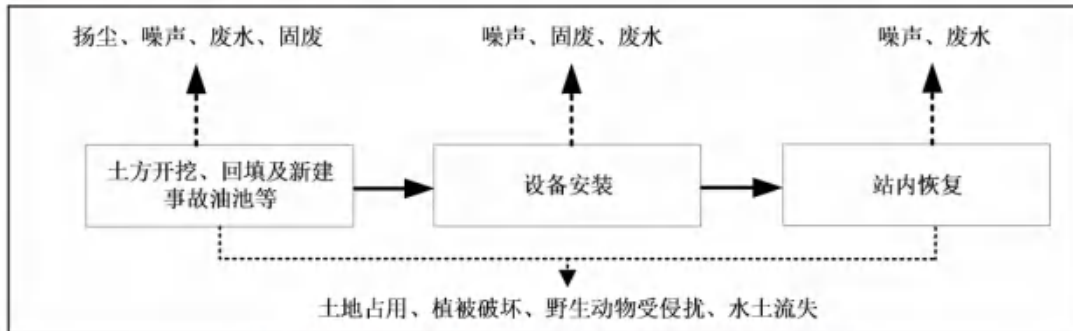 扬尘、噪声、废水、固废
噪声、固废、废水
噪声、废水
土方开挖、回填及新建
事故油池等
设备安装
站内恢复
土地占用、植被破坏、野生动物受侵扰、水土流失